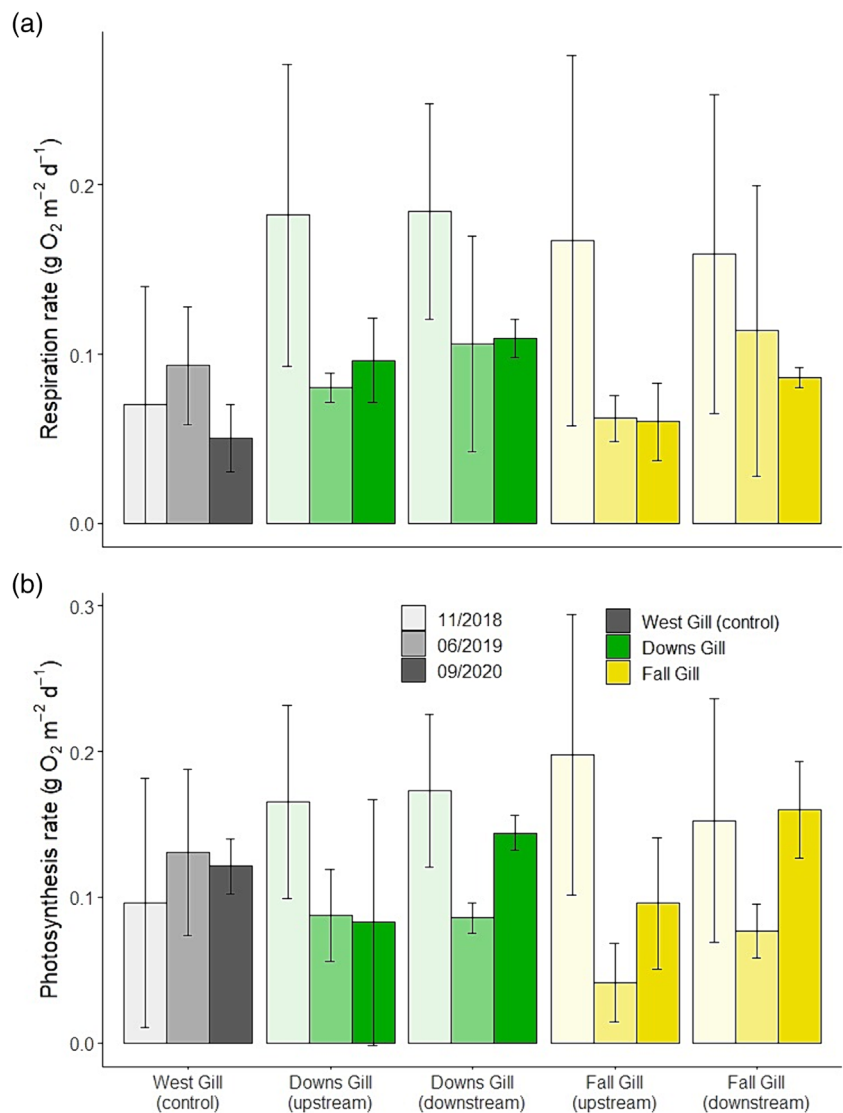 (a)
Respiration rate (g O₂ m⁻² d⁻¹)
0.2
0.1
0.0
(b)
Photosynthesis rate (g O₂ m⁻² d⁻¹)
0.3
0.2
0.1
0.0
11/2018
06/2019
09/2020
West Gill (control)
Downs Gill
Fall Gill
West Gill
(control)
Downs Gill
(upstream)
Downs Gill
(downstream)
Fall Gill
(upstream)
Fall Gill
(downstream)